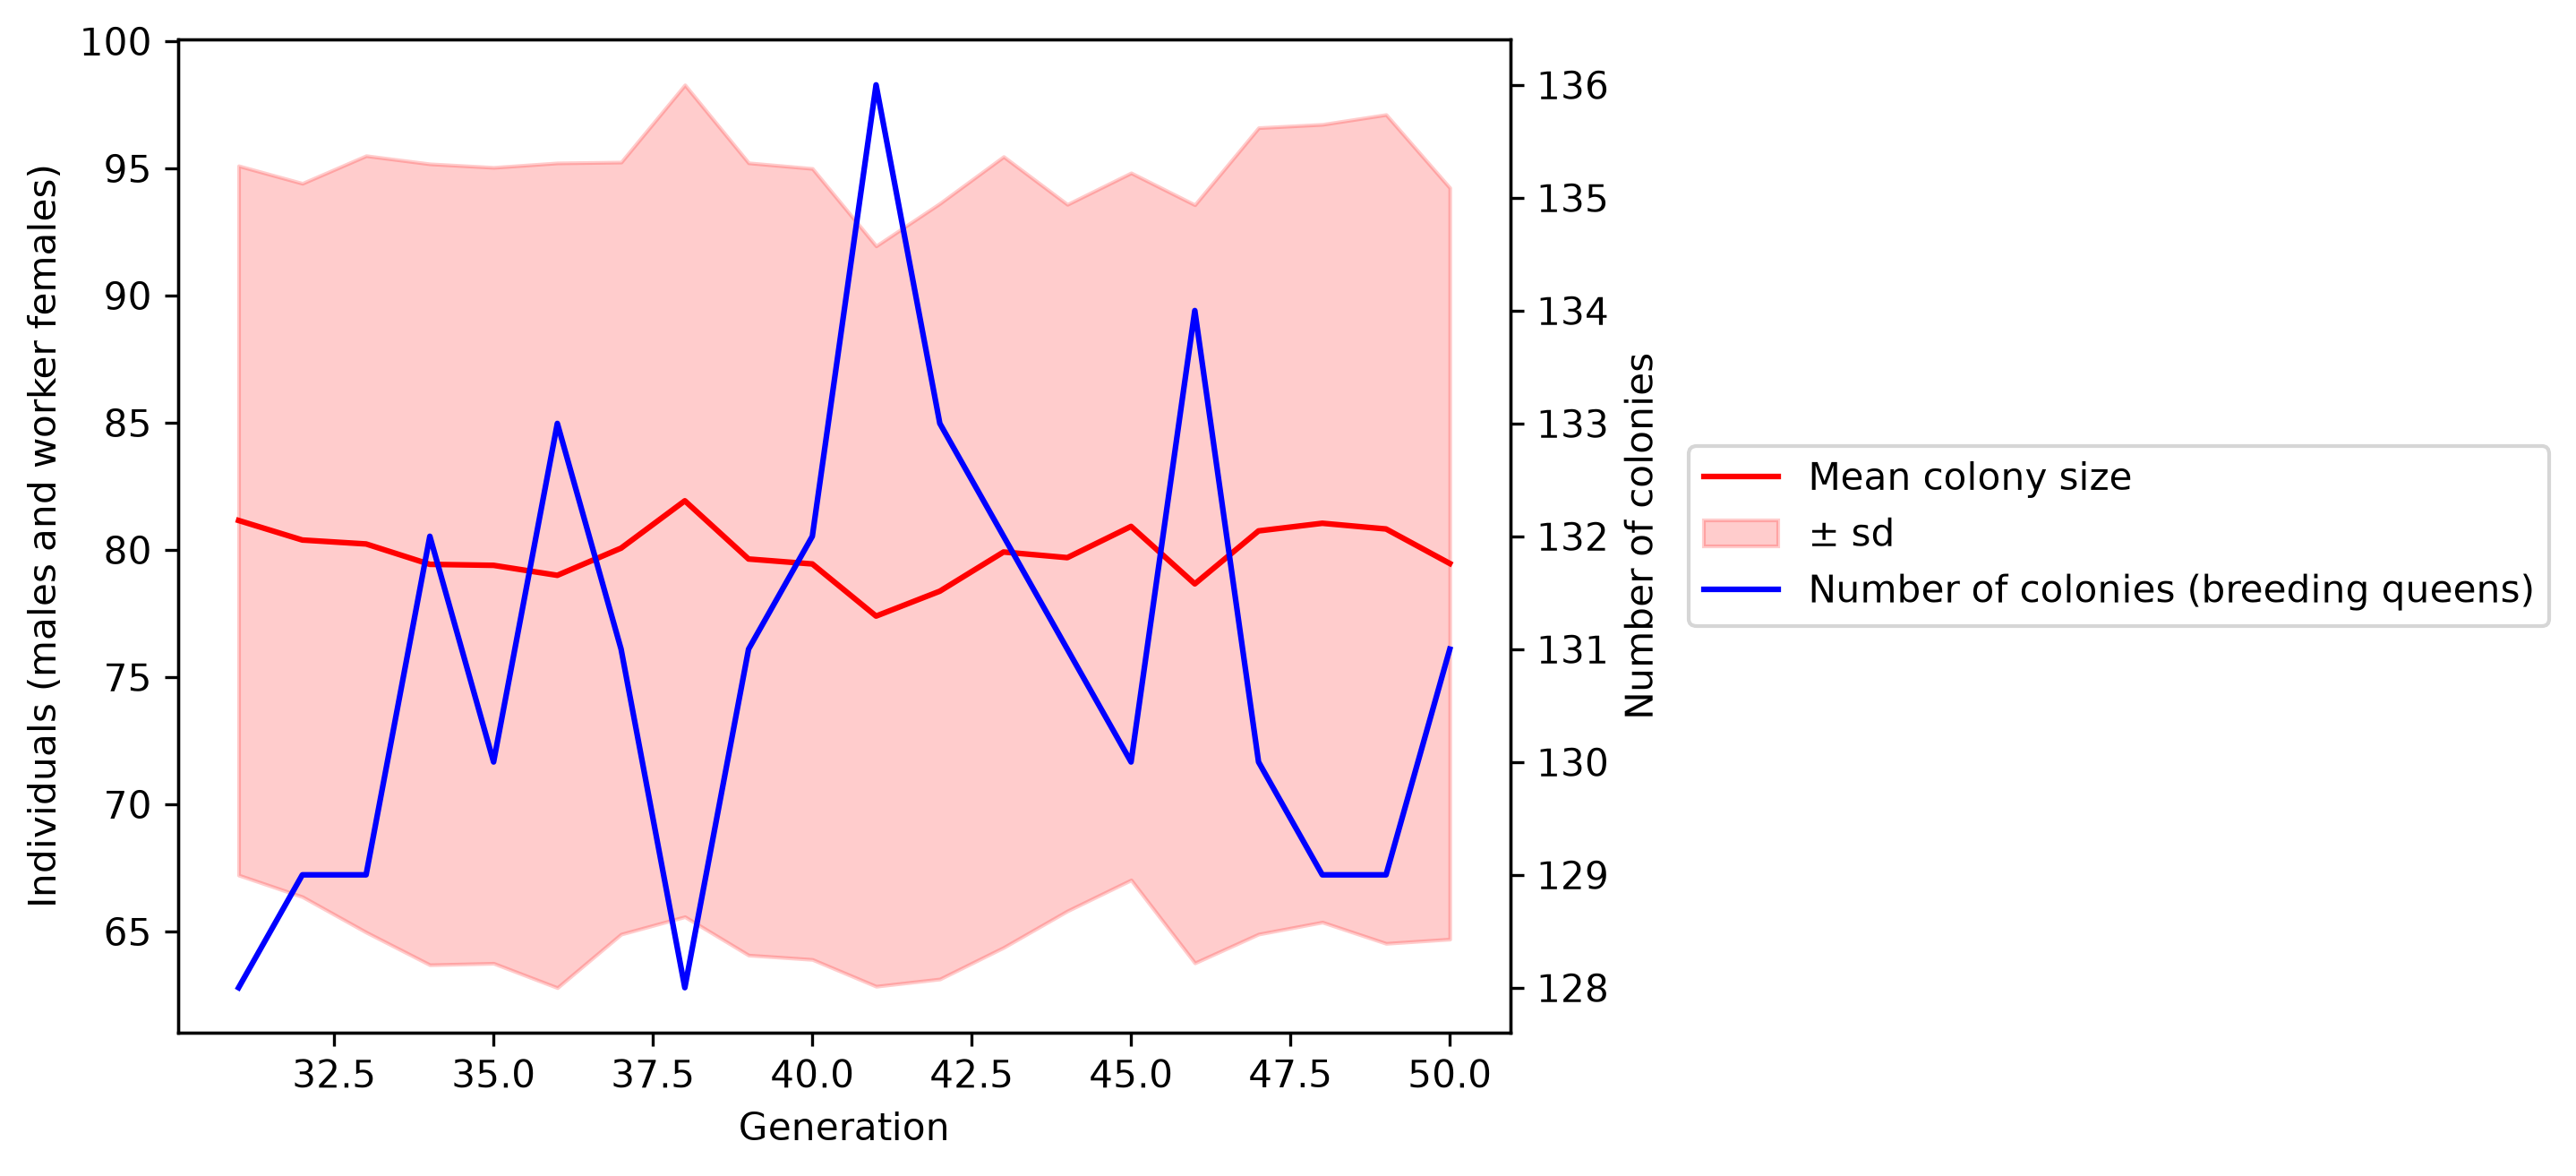 100
95
90
85
80
75
70
65
Individuals (males and worker females)
136
135
134
133
132
131
130
129
128
Number of colonies
32.5 35.0 37.5 40.0 42.5 45.0 47.5 50.0
Generation
Mean colony size
± sd
Number of colonies (breeding queens)